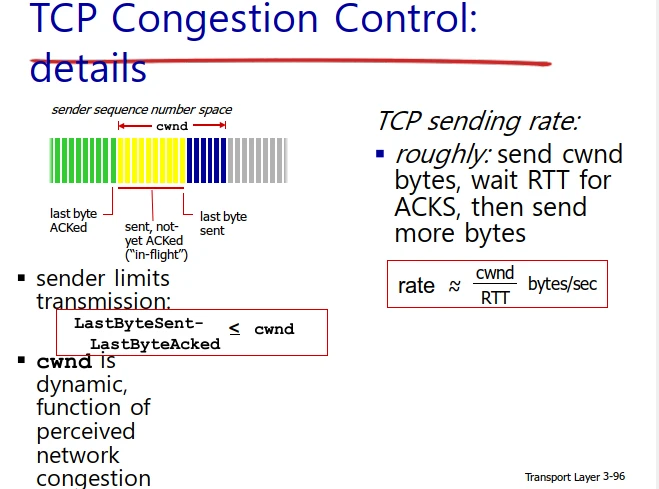 TCP Congestion Control:
details
sender sequence number space
cwnd
last byte
ACKed
sent, not-
yet ACKed
("in-flight")
last byte
sent
▪ sender limits
transmission:
LastByteSent-
LastByteAcked
≤ cwnd
▪ cwnd is
dynamic,
function of
perceived
network
congestion
TCP sending rate:
▪ roughly: send cwnd
bytes, wait RTT for
ACKS, then send
more bytes
rate ≈
cwnd
RTT
bytes/sec
Transport Layer 3-96